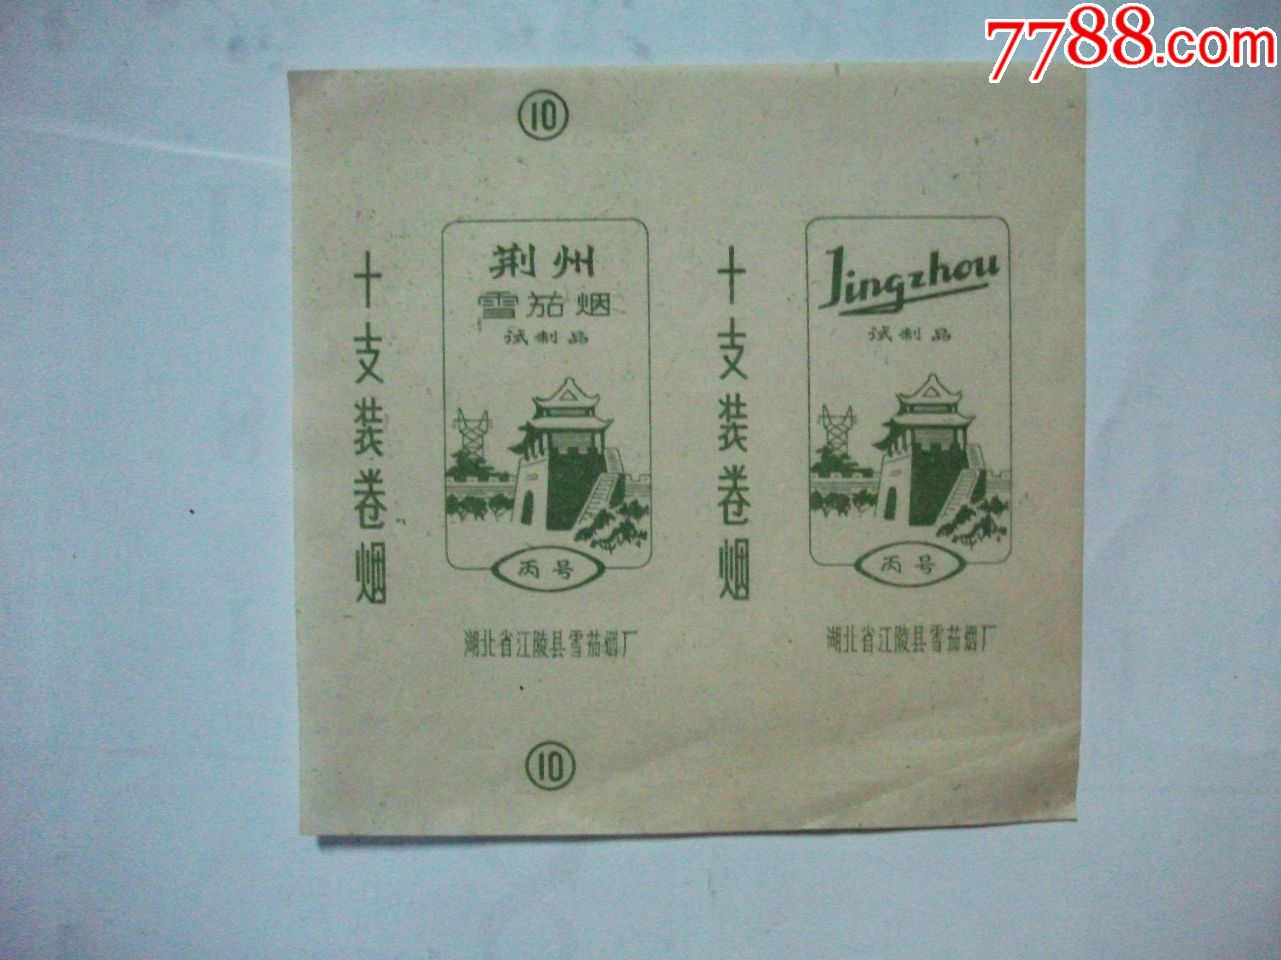 7788.com
10
十支装卷烟
荆州
雪茄烟
试制品
丙号
湖北省江陵县雪茄烟厂
十支装卷烟
Jingzhou
试制品
丙号
湖北省江陵县雪茄烟厂
10